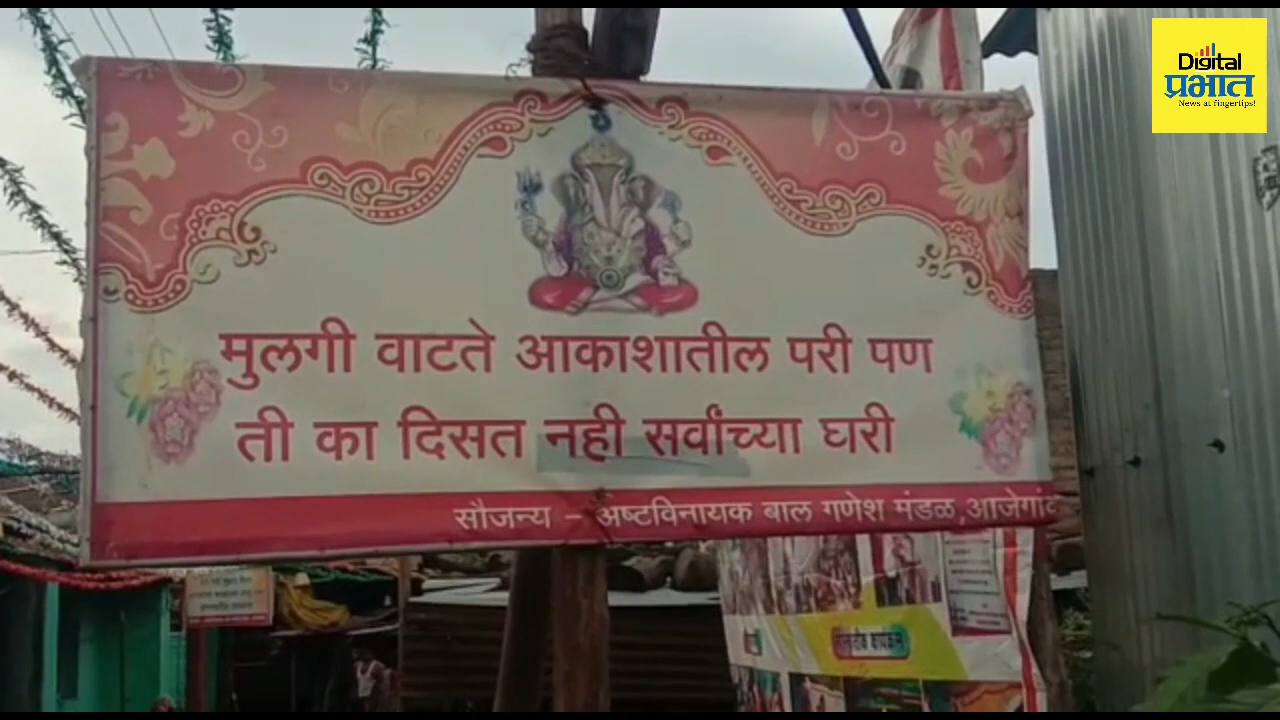 Digital
प्रभात
News at fingertips!
मुलगी वाटते आकाशातील परी पण
ती का दिसत नही सर्वांच्या घरी
सौजन्य - अष्टविनायक बाल गणेश मंडळ,आजेगांव